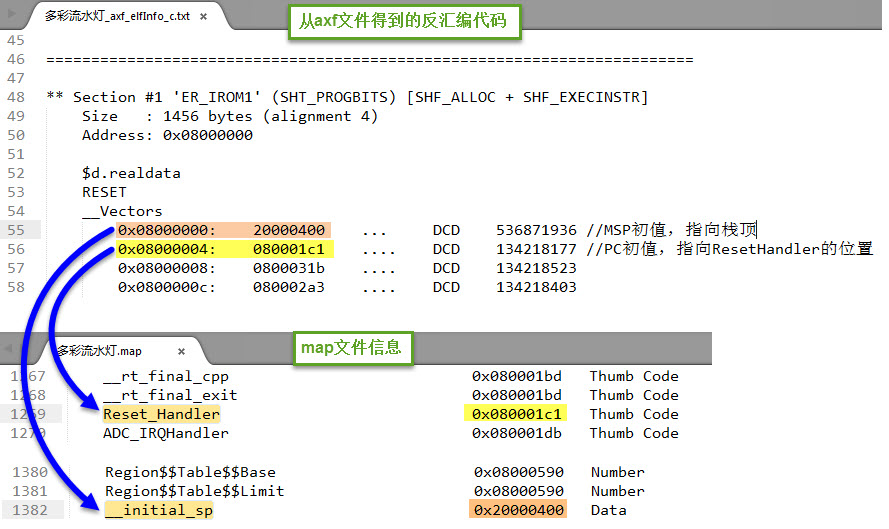 多彩流水灯_axf_elfInfo_c.txt ×
从axf文件得到的反汇编代码
45
46 ========================================================================
47
48 ** Section #1 'ER_IROM1' (SHT_PROGBITS) [SHF_ALLOC + SHF_EXECINSTR]
49 Size : 1456 bytes (alignment 4)
50 Address: 0x08000000
51
52 $d.realdata
53 RESET
54 __Vectors
55 0x08000000: 20000400 ... DCD 536871936 //MSP初值，指向栈顶
56 0x08000004: 080001c1 .... DCD 134218177 //PC初值，指向ResetHandler的位置
57 0x08000008: 0800031b .... DCD 134218523
58 0x0800000c: 080002a3 .... DCD 134218403
多彩流水灯.map ×
map文件信息
1267 __rt_final_cpp 0x080001bd Thumb Code
1268 __rt_final_exit 0x080001bd Thumb Code
1269 Reset_Handler 0x080001c1 Thumb Code
1270 ADC_IRQHandler 0x080001db Thumb Code
1380 Region$$Table$$Base 0x08000590 Number
1381 Region$$Table$$Limit 0x08000590 Number
1382 __initial_sp 0x20000400 Data